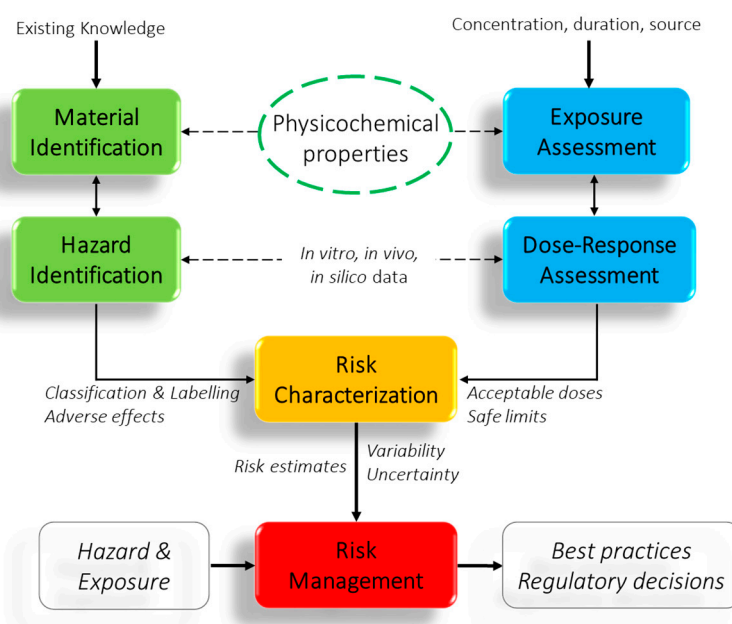 Existing Knowledge
Concentration, duration, source
Material
Identification
Physicochemical
properties
Exposure
Assessment
Hazard
Identification
In vitro, in vivo,
in silico data
Dose-Response
Assessment
Risk
Characterization
Classification & Labelling
Adverse effects
Acceptable doses
Safe limits
Risk estimates
Variability
Uncertainty
Hazard &
Exposure
Risk
Management
Best practices
Regulatory decisions